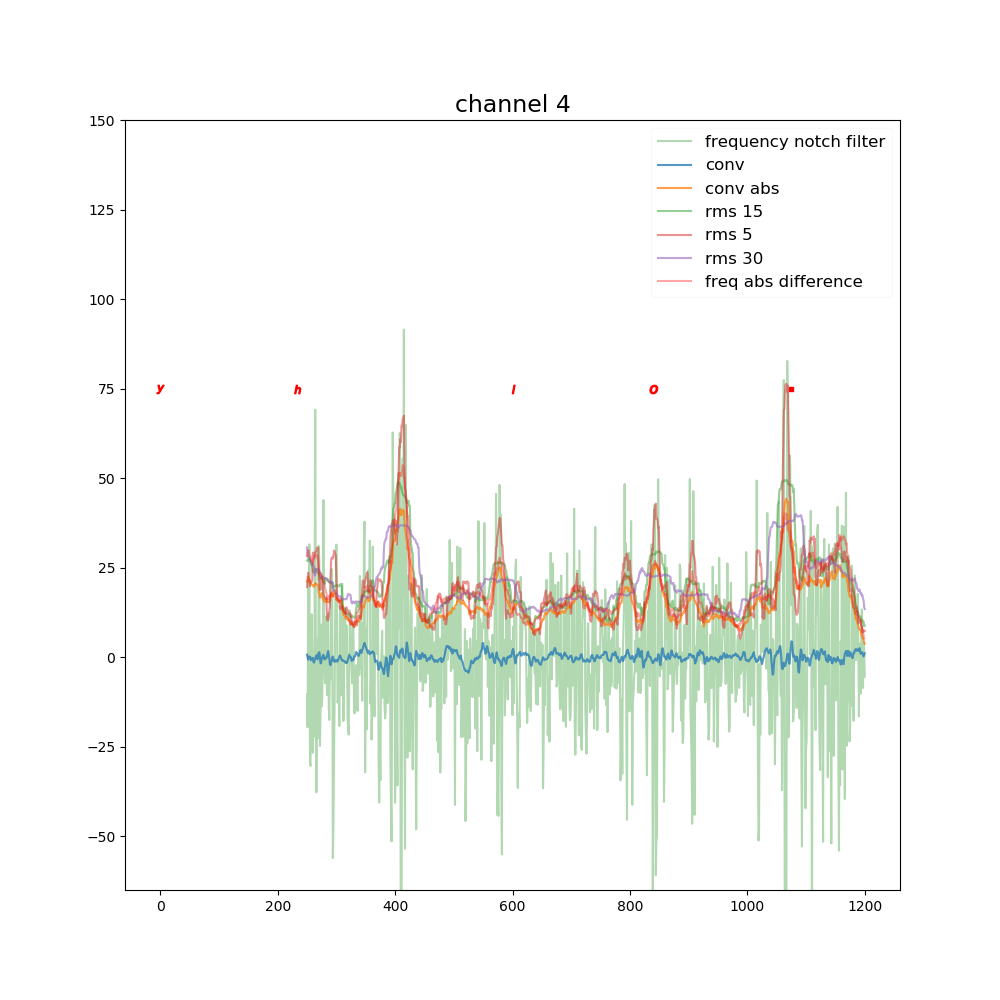 channel 4
150
frequency notch filter
conv
conv abs
rms 15
rms 5
rms 30
freq abs difference
125
100
75
y h l O .
50
25
0
−25
−50
0 200 400 600 800 1000 1200